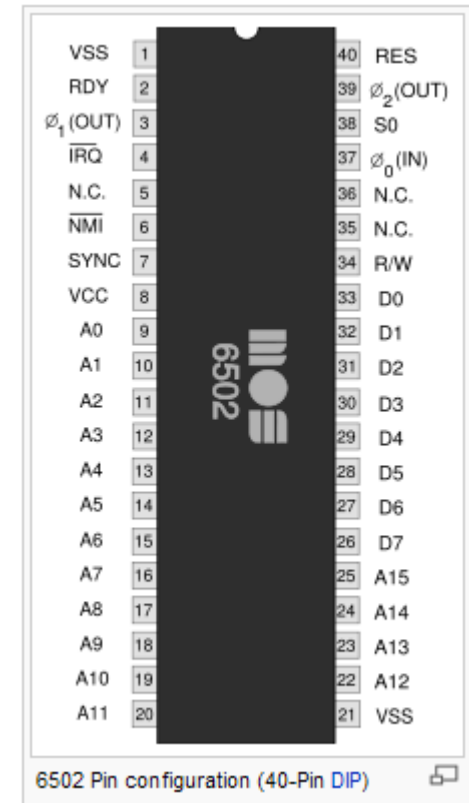 VSS 1 40 RES
RDY 2 39 Ø₂(OUT)
Ø₁(OUT) 3 38 S0
I̅R̅Q̅ 4 37 Ø₀(IN)
N.C. 5 36 N.C.
N̅M̅I̅ 6 35 N.C.
SYNC 7 34 R/W
VCC 8 33 D0
A0 9 32 D1
A1 10 31 D2
A2 11 30 D3
A3 12 29 D4
A4 13 28 D5
A5 14 27 D6
A6 15 26 D7
A7 16 25 A15
A8 17 24 A14
A9 18 23 A13
A10 19 22 A12
A11 20 21 VSS
mos
6502
6502 Pin configuration (40-Pin DIP)